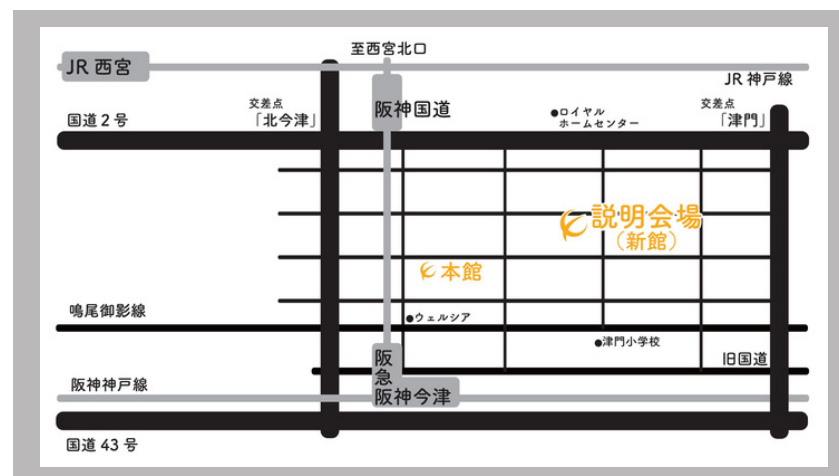 至西宮北口
JR 西宮
JR 神戸線
国道2号
交差点
「北今津」
阪神国道
●ロイヤル
ホームセンター
交差点
「津門」
説明会場
（新館）
本館
鳴尾御影線
●ウェルシア
●津門小学校
旧国道
阪急
阪神今津
阪神神戸線
国道 43 号